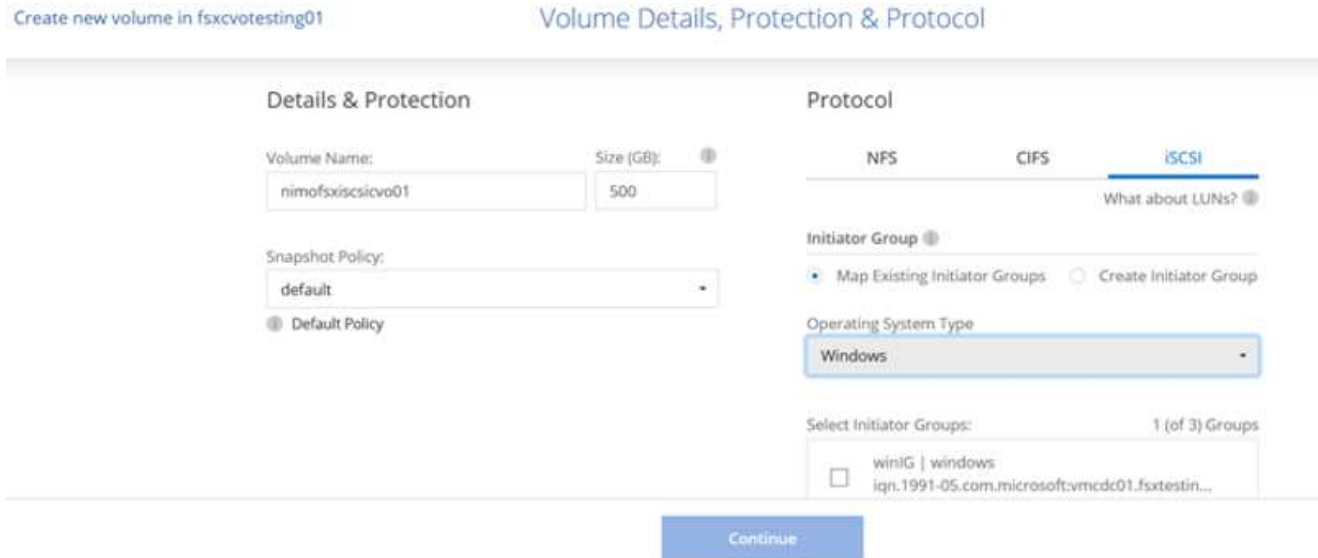 Create new volume in fsxcvotesting01
Volume Details, Protection & Protocol
Details & Protection
Volume Name:
Size (GB):
nimofsxiscsicvo01
500
Snapshot Policy:
default
Default Policy
Protocol
NFS
CIFS
iSCSI
What about LUNs?
Initiator Group
Map Existing Initiator Groups
Create Initiator Group
Operating System Type
Windows
Select Initiator Groups:
1 (of 3) Groups
winIG | windows
iqn.1991-05.com.microsoft:vmcdc01.fsxtestin...
Continue